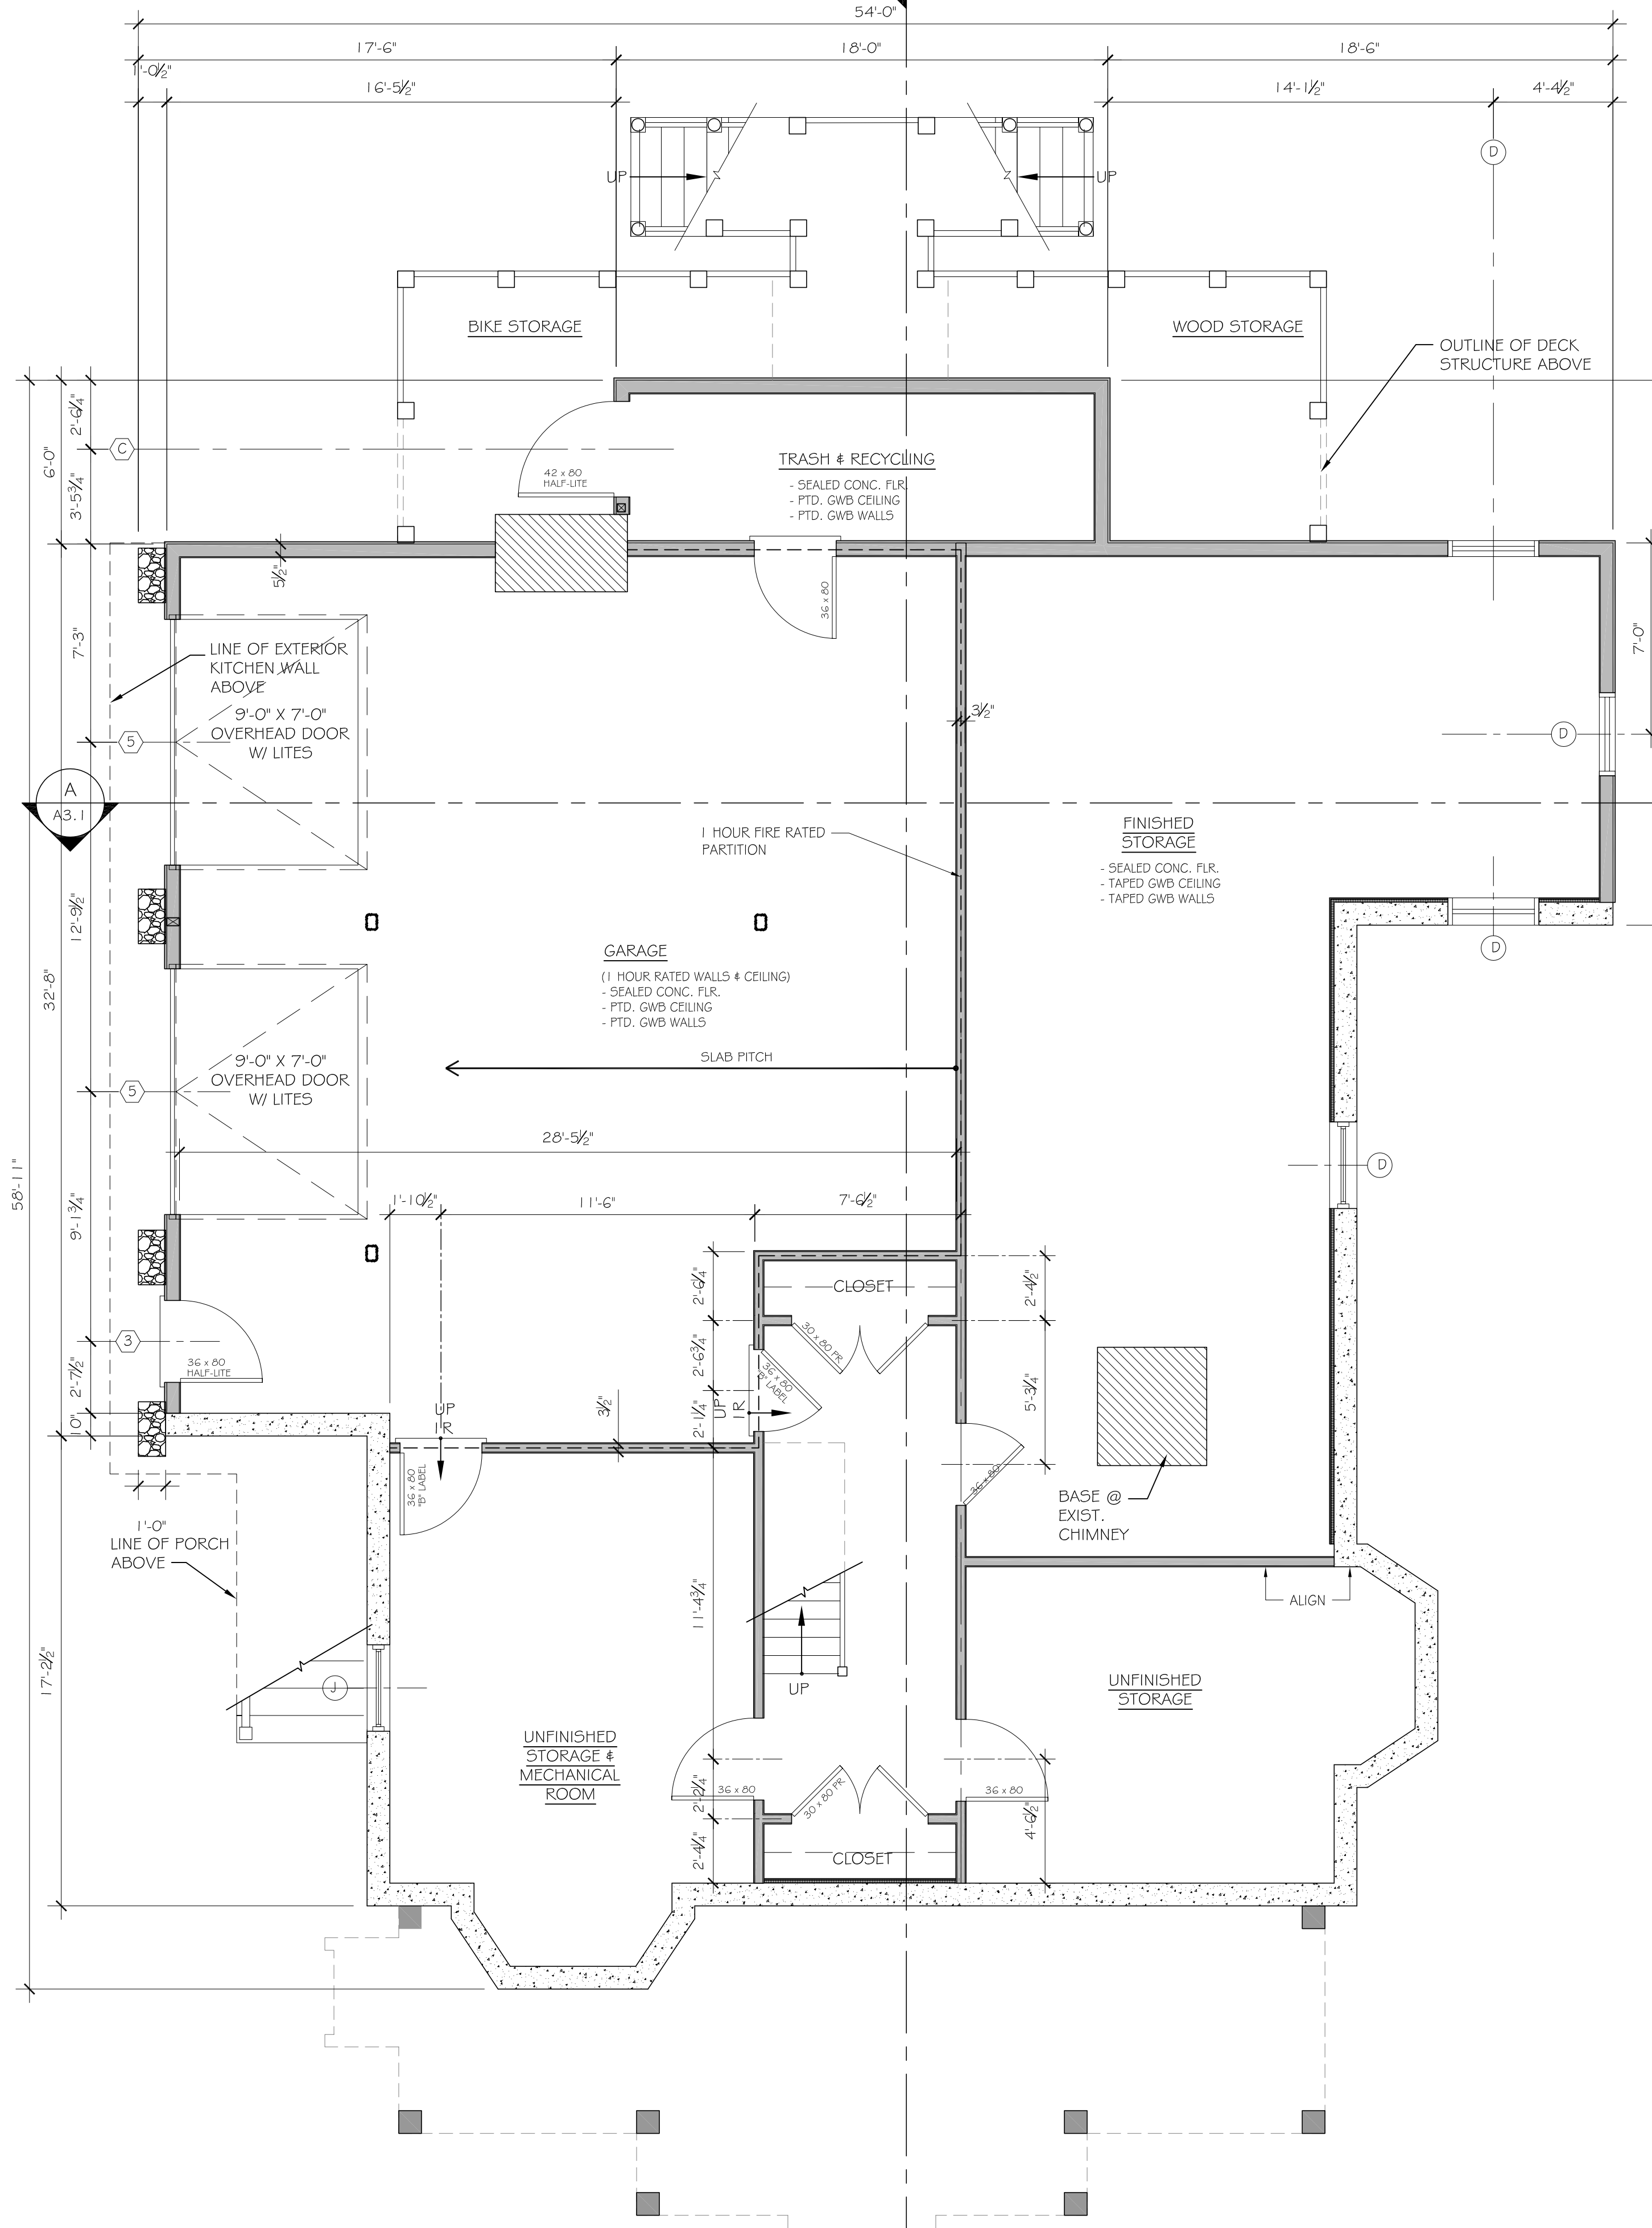 54'-0"
17'-6"
18'-0"
18'-6"
1'-0½"
16'-5½"
14'-1½"
4'-4½"
D
UP
UP
BIKE STORAGE
WOOD STORAGE
OUTLINE OF DECK
STRUCTURE ABOVE
2'-6¼"
6'-0"
C
3'-5¾"
42 x 80
HALF-LITE
TRASH & RECYCLING
- SEALED CONC. FLR.
- PTD. GWB CEILING
- PTD. GWB WALLS
5½"
36 x 80
7'-3"
7'-0"
LINE OF EXTERIOR
KITCHEN WALL
ABOVE
9'-0" X 7'-0"
OVERHEAD DOOR
W/ LITES
5
3½"
D
A
A3.1
1 HOUR FIRE RATED
PARTITION
FINISHED
STORAGE
- SEALED CONC. FLR.
- TAPED GWB CEILING
- TAPED GWB WALLS
12'-9½"
32'-8"
D
GARAGE
(1 HOUR RATED WALLS & CEILING)
- SEALED CONC. FLR.
- PTD. GWB CEILING
- PTD. GWB WALLS
SLAB PITCH
9'-0" X 7'-0"
OVERHEAD DOOR
W/ LITES
5
28'-5½"
D
58'-11"
9'-1¾"
1'-10½"
11'-6"
7'-6½"
2'-6¼"
CLOSET
2'-4½"
3
30 x 80 PR
36 x 80
HALF-LITE
2'-6¾"
36 x 80
"B" LABEL
2'-7½"
5'-3¾"
10"
UP
1R
3½"
2'-1¼"
UP
1R
36 x 80
"B" LABEL
36 x 80
BASE @
EXIST.
CHIMNEY
1'-0"
LINE OF PORCH
ABOVE
11'-4¾"
ALIGN
17'-2½"
J
UP
UNFINISHED
STORAGE
UNFINISHED
STORAGE &
MECHANICAL
ROOM
36 x 80
2'-2¼"
30 x 80 PR
36 x 80
4'-6½"
2'-4¼"
CLOSET